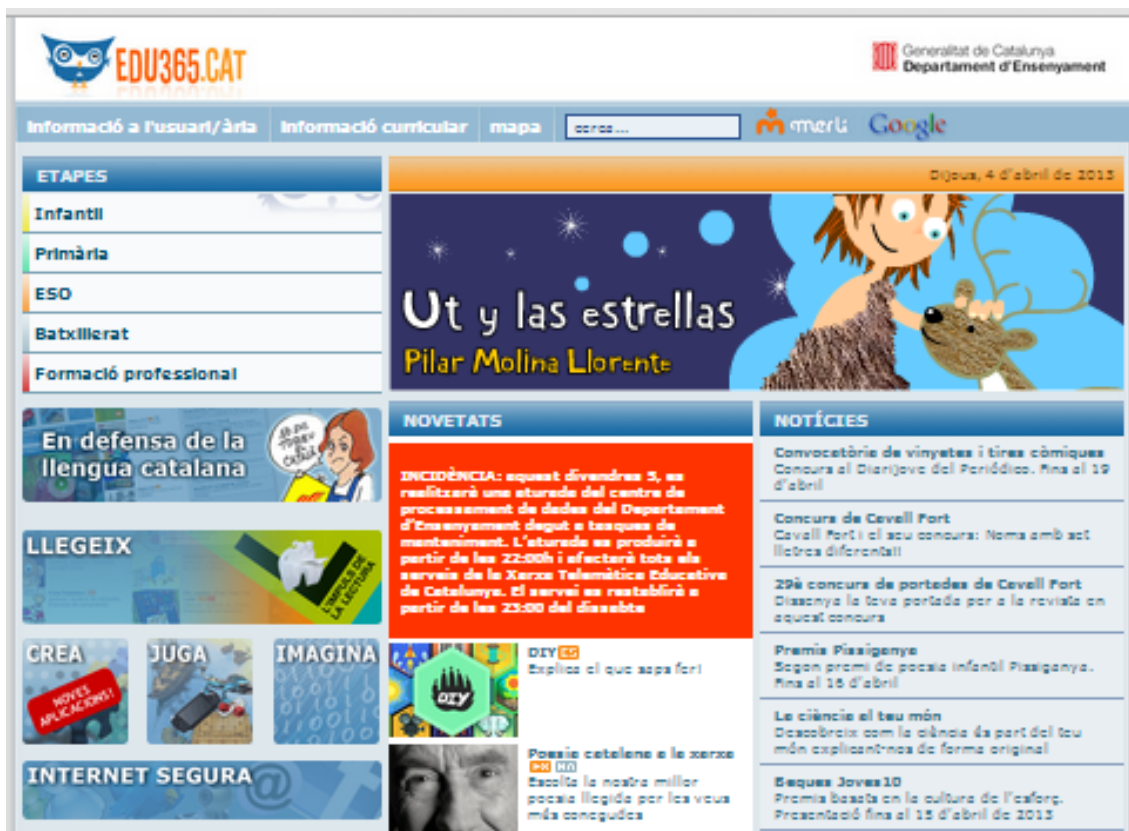 EDU365.CAT
Generalitat de Catalunya
Departament d'Ensenyament
Informació a l'usuari/ària
Informació curricular
mapa
cerca...
merlí
Google
ETAPES
Infantil
Primària
ESO
Batxillerat
Formació professional
En defensa de la
llengua catalana
LLEGEIX
L'IMPULS DE
LA LECTURA
CREA
NOVES
APLICACIONS!
JUGA
IMAGINA
INTERNET SEGURA
Dijous, 4 d'abril de 2013
Ut y las estrellas
Pilar Molina Llorente
NOVETATS
INCIDÈNCIA: aquest divendres 5, es
realitzarà una aturada del centre de
processament de dades del Departament
d'Ensenyament degut a tasques de
manteniment. L'aturada es produirà a
partir de les 22:00h i afectarà tots els
serveis de la Xarxa Telemàtica Educativa
de Catalunya. El servei es restablirà a
partir de les 23:00 del dissabte
DIY
DIY ES
Explica el que saps fer!
Poesia catalana a la xarxa
Escolta la nostra millor
poesia llegida per les veus
més conegudes
NOTÍCIES
Convocatòria de vinyetes i tires còmiques
Concurs al Diarijove del Periódico. Fins al 19
d'abril
Concurs de Cavall Fort
Cavall Fort i el seu concurs: Noms amb set
lletres diferents!!
29è concurs de portades de Cavall Fort
Dissenya la teva portada per a la revista en
aquest concurs
Premis Pissiganya
Segon premi de poesia infantil Pissiganya.
Fins al 16 d'abril
La ciència al teu món
Descobreix com la ciència és part del teu
món explicant-nos de forma original
Beques Joves10
Premis basats en la cultura de l'esforç.
Presentació fins al 15 d'abril de 2013